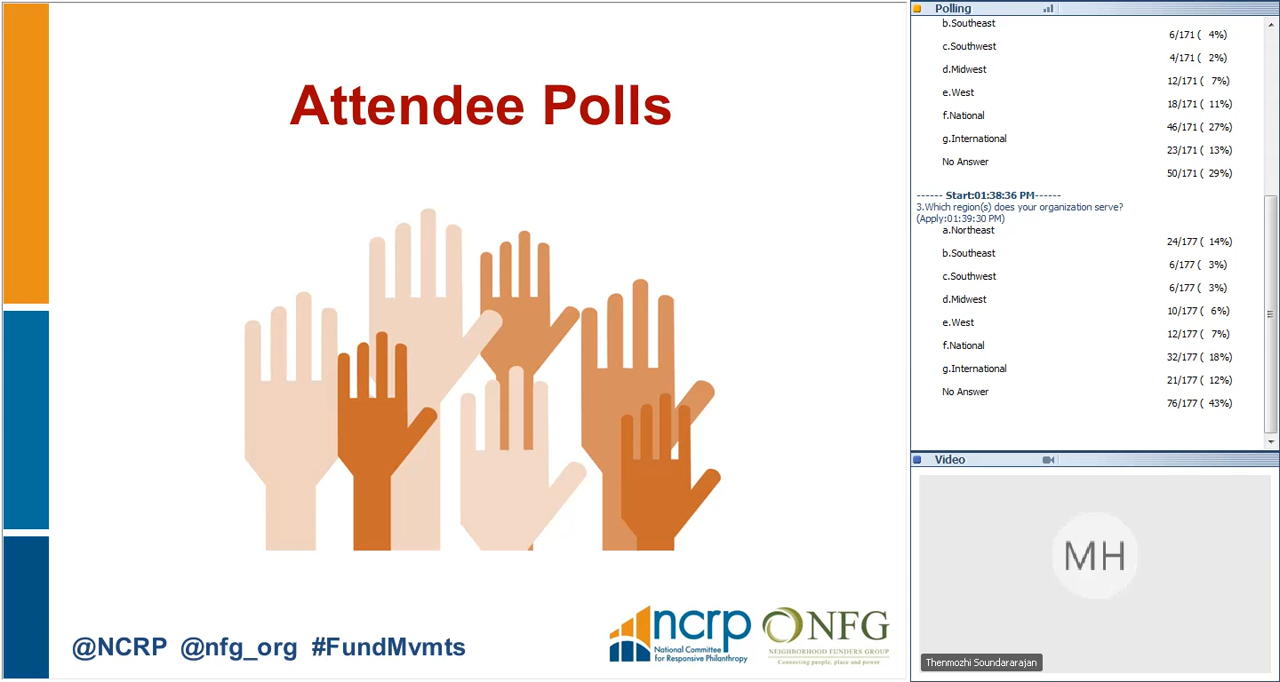 Attendee Polls
@NCRP @nfg_org #FundMvmts
ncrp
National Committee
for Responsive Philanthropy
NFG
NEIGHBORHOOD FUNDERS GROUP
Connecting people, place and power
Polling
b.Southeast
6/171 ( 4%)
c.Southwest
4/171 ( 2%)
d.Midwest
12/171 ( 7%)
e.West
18/171 ( 11%)
f.National
46/171 ( 27%)
g.International
23/171 ( 13%)
No Answer
50/171 ( 29%)
------ Start:01:38:36 PM------
3.Which region(s) does your organization serve?
(Apply:01:39:30 PM)
a.Northeast
24/177 ( 14%)
b.Southeast
6/177 ( 3%)
c.Southwest
6/177 ( 3%)
d.Midwest
10/177 ( 6%)
e.West
12/177 ( 7%)
f.National
32/177 ( 18%)
g.International
21/177 ( 12%)
No Answer
76/177 ( 43%)
Video
MH
Thenmozhi Soundararajan